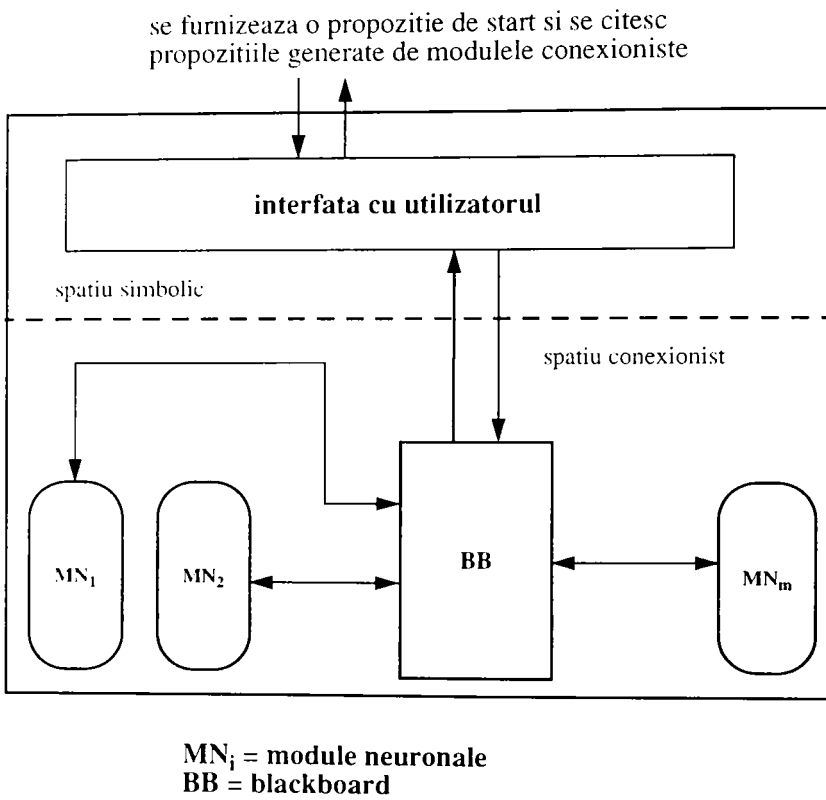 se furnizeaza o propozitie de start si se citesc
propozitiile generate de modulele conexioniste
interfata cu utilizatorul
spatiu simbolic
spatiu conexionist
MN₁
MN₂
BB
MNₘ
MNᵢ = module neuronale
BB = blackboard